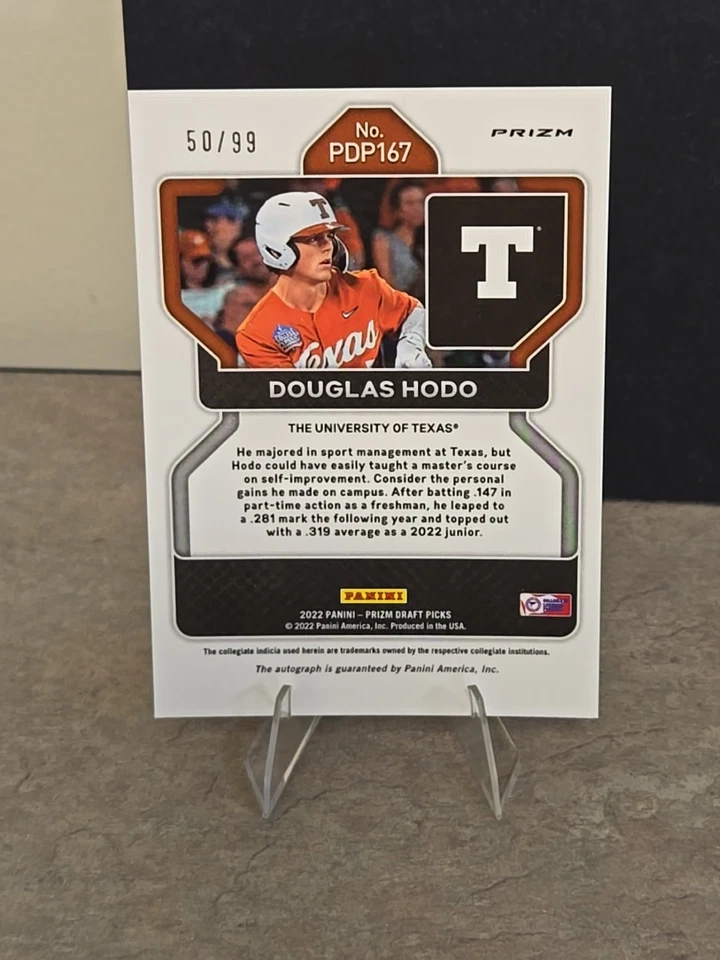 50/99
No.
PDP167
PRIZM
T
T
Texas
DOUGLAS HODO
THE UNIVERSITY OF TEXAS®
He majored in sport management at Texas, but
Hodo could have easily taught a master's course
on self-improvement. Consider the personal
gains he made on campus. After batting .147 in
part-time action as a freshman, he leaped to
a .281 mark the following year and topped out
with a .319 average as a 2022 junior.
PANINI
2022 PANINI – PRIZM DRAFT PICKS
© 2022 Panini America, Inc. Produced in the USA.
The collegiate indicia used herein are trademarks owned by the respective collegiate institutions.
The autograph is guaranteed by Panini America, Inc.